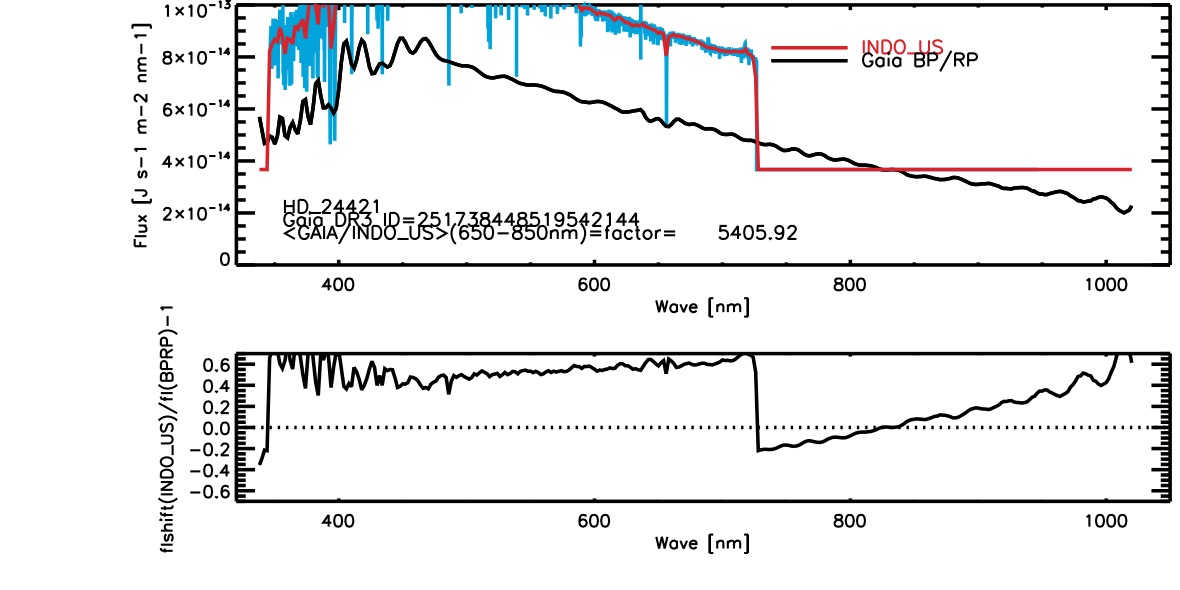 1×10−13
8×10−14
6×10−14
4×10−14
2×10−14
0
Flux [J s−1 m−2 nm−1]
INDO_US
Gaia BP/RP
HD_24421
Gaia DR3 ID=251738448519542144
<GAIA/INDO_US>(650−850nm)=factor= 5405.92
400 600 800 1000
Wave [nm]
flshift(INDO_US)/fl(BPRP)−1
0.6
0.4
0.2
0.0
−0.2
−0.4
−0.6
400 600 800 1000
Wave [nm]